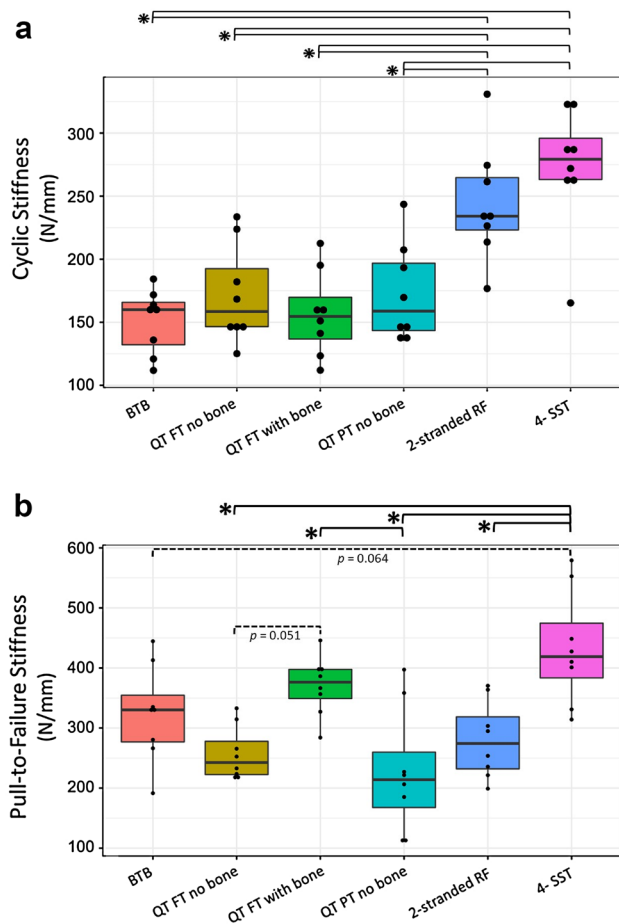 a
*
*
*
*
Cyclic Stiffness
(N/mm)
300
250
200
150
100
BTB
QT FT no bone
QT FT with bone
QT PT no bone
2-stranded RF
4- SST
b
*
*
*
*
Pull-to-Failure Stiffness
(N/mm)
600
500
400
300
200
100
p = 0.064
p = 0.051
BTB
QT FT no bone
QT FT with bone
QT PT no bone
2-stranded RF
4- SST